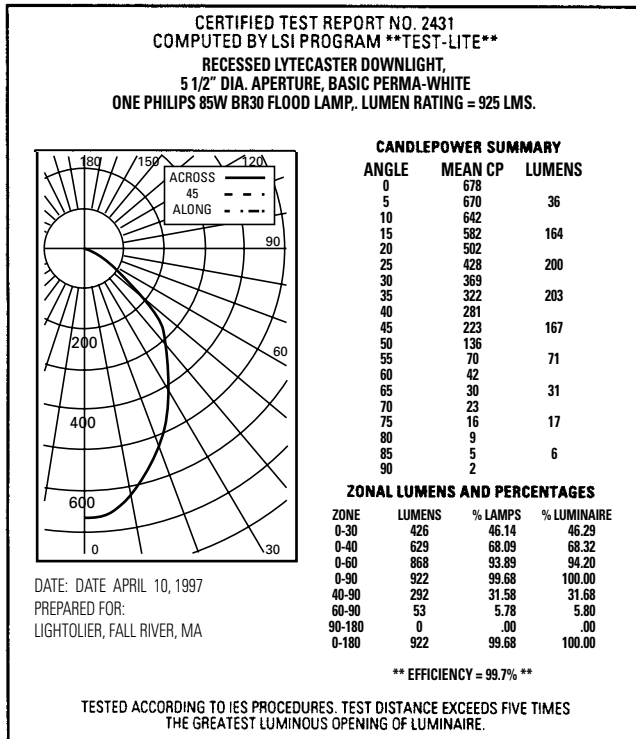 CERTIFIED TEST REPORT NO. 2431
COMPUTED BY LSI PROGRAM **TEST-LITE**
RECESSED LYTECASTER DOWNLIGHT,
5 1/2" DIA. APERTURE, BASIC PERMA-WHITE
ONE PHILIPS 85W BR30 FLOOD LAMP,. LUMEN RATING = 925 LMS.
180 150 120
ACROSS
45
ALONG
90
200
60
400
600
0 30
DATE: DATE APRIL 10, 1997
PREPARED FOR:
LIGHTOLIER, FALL RIVER, MA
CANDLEPOWER SUMMARY
ANGLE MEAN CP LUMENS
0 678
5 670 36
10 642
15 582 164
20 502
25 428 200
30 369
35 322 203
40 281
45 223 167
50 136
55 70 71
60 42
65 30 31
70 23
75 16 17
80 9
85 5 6
90 2
ZONAL LUMENS AND PERCENTAGES
ZONE LUMENS % LAMPS % LUMINAIRE
0-30 426 46.14 46.29
0-40 629 68.09 68.32
0-60 868 93.89 94.20
0-90 922 99.68 100.00
40-90 292 31.58 31.68
60-90 53 5.78 5.80
90-180 0 .00 .00
0-180 922 99.68 100.00
** EFFICIENCY = 99.7% **
TESTED ACCORDING TO IES PROCEDURES. TEST DISTANCE EXCEEDS FIVE TIMES
THE GREATEST LUMINOUS OPENING OF LUMINAIRE.